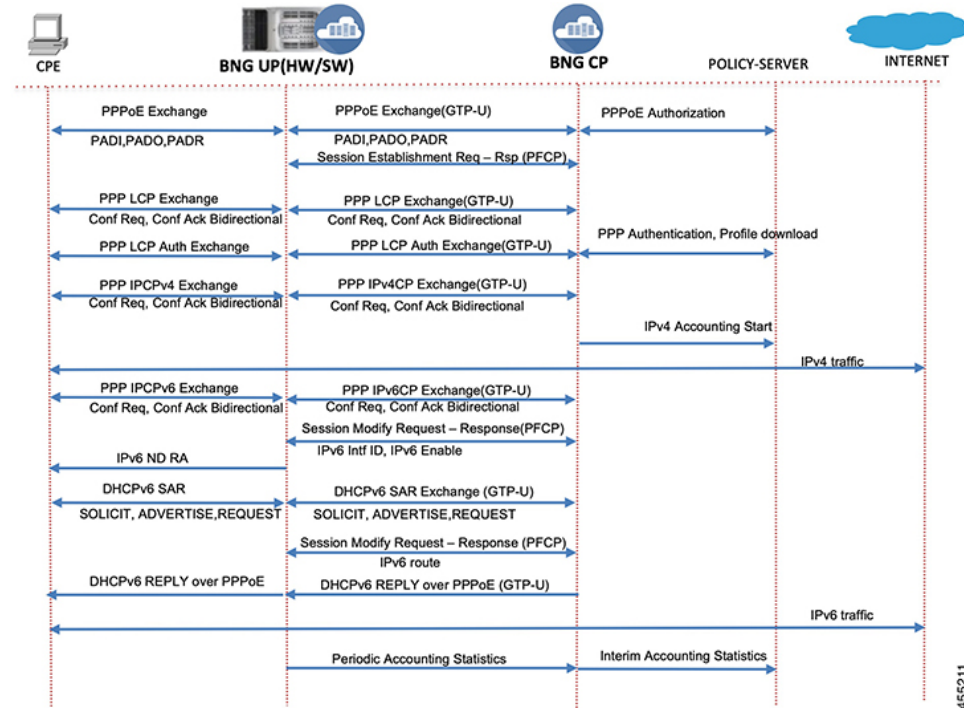 CPE
BNG UP(HW/SW)
BNG CP
POLICY-SERVER
INTERNET
PPPoE Exchange
PPPoE Exchange(GTP-U)
PPPoE Authorization
PADI,PADO,PADR
PADI,PADO,PADR
Session Establishment Req – Rsp (PFCP)
PPP LCP Exchange
PPP LCP Exchange(GTP-U)
Conf Req, Conf Ack Bidirectional
Conf Req, Conf Ack Bidirectional
PPP LCP Auth Exchange
PPP LCP Auth Exchange(GTP-U)
PPP Authentication, Profile download
PPP IPCPv4 Exchange
PPP IPv4CP Exchange(GTP-U)
Conf Req, Conf Ack Bidirectional
Conf Req, Conf Ack Bidirectional
IPv4 Accounting Start
IPv4 traffic
PPP IPCPv6 Exchange
PPP IPv6CP Exchange(GTP-U)
Conf Req, Conf Ack Bidirectional
Conf Req, Conf Ack Bidirectional
Session Modify Request – Response(PFCP)
IPv6 Intf ID, IPv6 Enable
IPv6 ND RA
DHCPv6 SAR
DHCPv6 SAR Exchange (GTP-U)
SOLICIT, ADVERTISE,REQUEST
SOLICIT, ADVERTISE,REQUEST
Session Modify Request – Response (PFCP)
IPv6 route
DHCPv6 REPLY over PPPoE
DHCPv6 REPLY over PPPoE (GTP-U)
IPv6 traffic
Periodic Accounting Statistics
Interim Accounting Statistics
455211